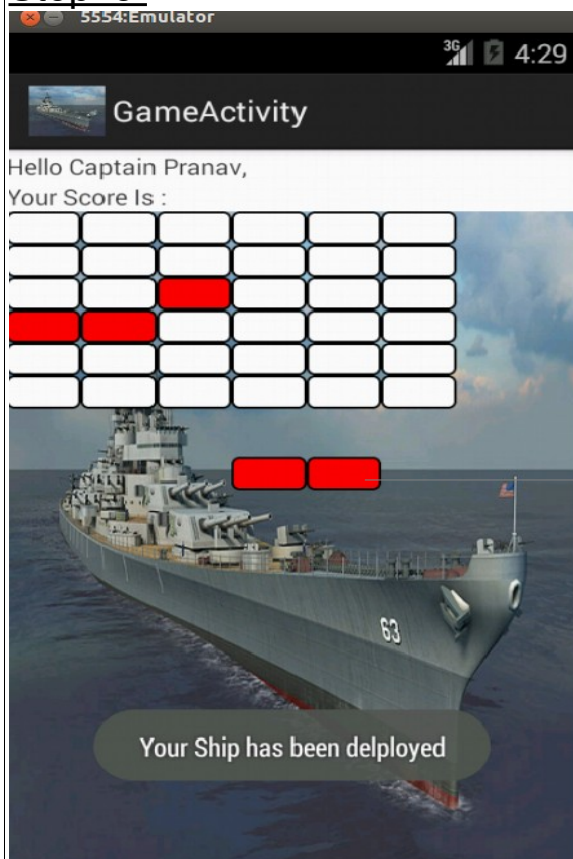 5554:Emulator
3G 4:29
GameActivity
Hello Captain Pranav,
Your Score Is :
63
Your Ship has been delployed